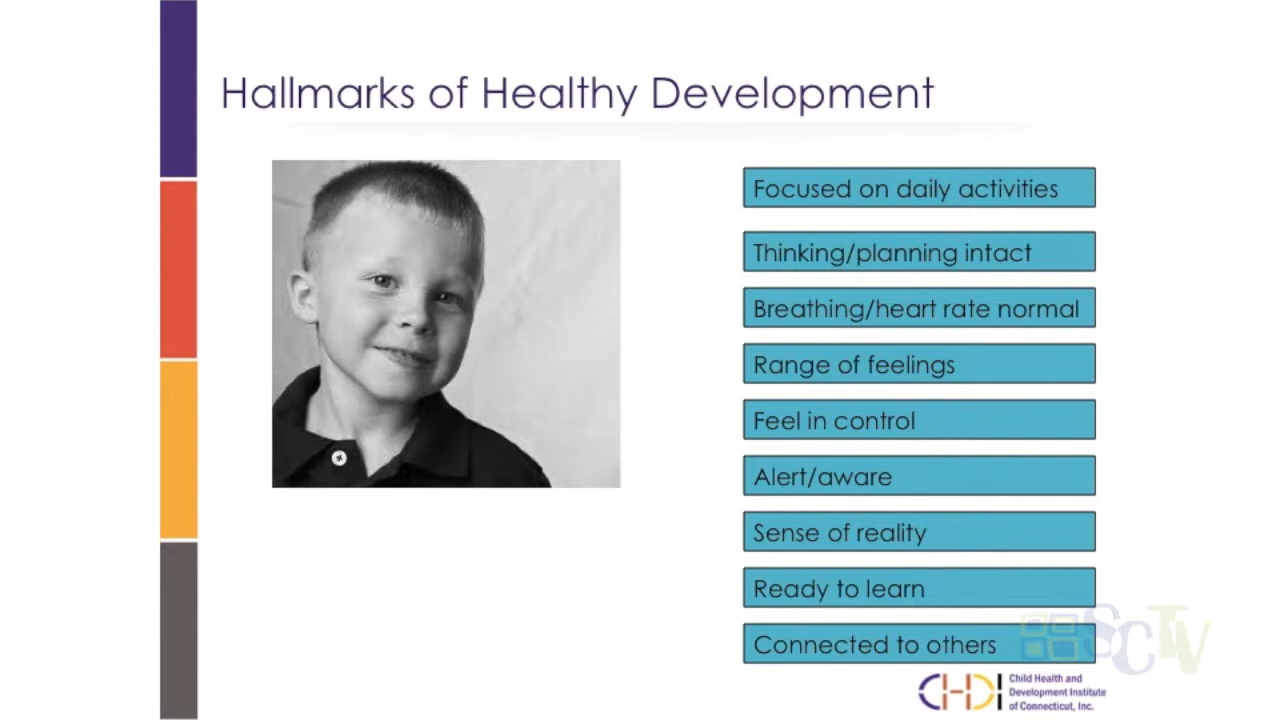 Hallmarks of Healthy Development
Focused on daily activities
Thinking/planning intact
Breathing/heart rate normal
Range of feelings
Feel in control
Alert/aware
Sense of reality
Ready to learn
Connected to others
SCTV
CHDI
Child Health and
Development Institute
of Connecticut, Inc.